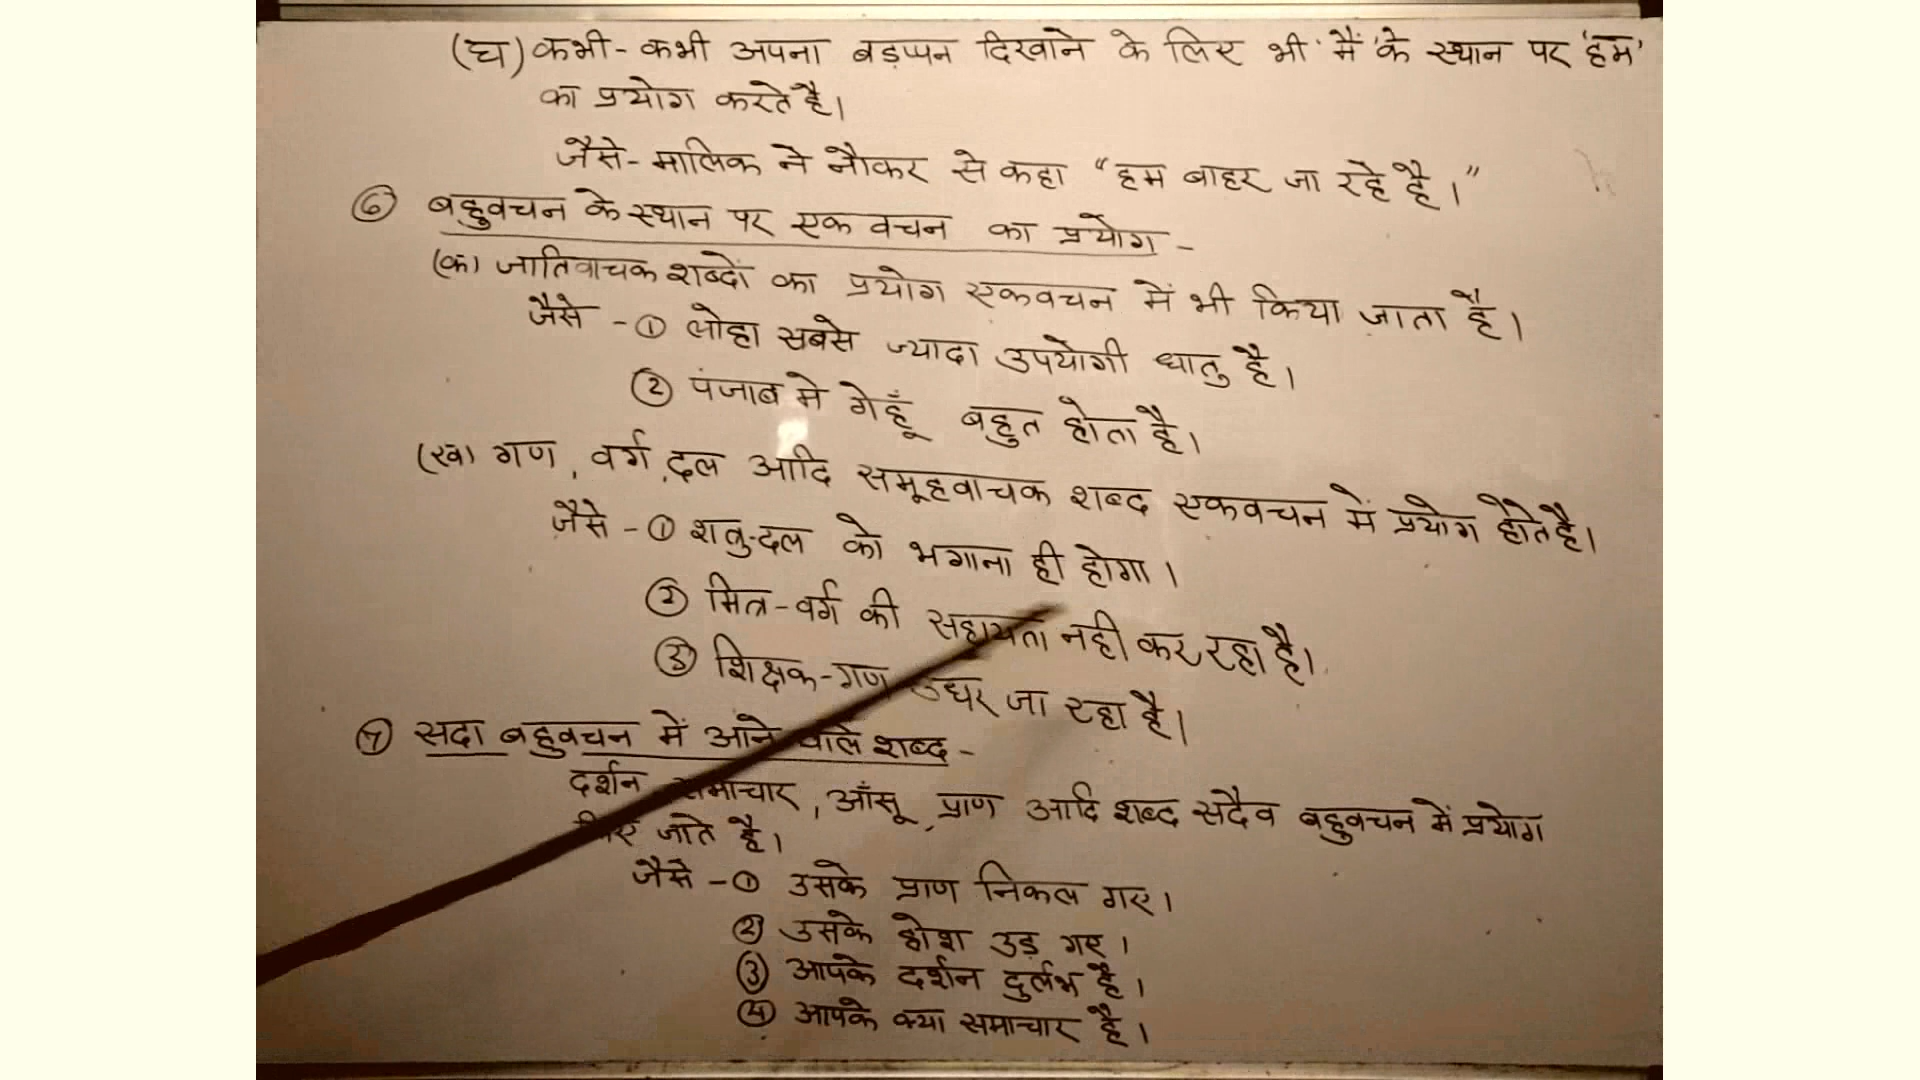 (घ) कभी-कभी अपना बड़प्पन दिखाने के लिए भी 'मैं' के स्थान पर 'हम'
का प्रयोग करते है।
जैसे- मालिक ने नौकर से कहा "हम बाहर जा रहे है।"
⑥ बहुवचन के स्थान पर एक वचन का प्रयोग -
(क) जातिवाचक शब्दों का प्रयोग एकवचन में भी किया जाता है।
जैसे - ① लोहा सबसे ज्यादा उपयोगी धातु है।
② पंजाब मे गेहूँ बहुत होता है।
(ख) गण, वर्ग, दल आदि समूहवाचक शब्द एकवचन में प्रयोग होते है।
जैसे - ① शत्रु-दल को भगाना ही होगा।
② मित्र-वर्ग की सहायता नही कर रहा है।
③ शिक्षक-गण उधर जा रहा है।
⑦ सदा बहुवचन में आने वाले शब्द -
दर्शन समाचार, आँसू, प्राण आदि शब्द सदैव बहुवचन में प्रयोग
जाते है।
जैसे - ① उसके प्राण निकल गए।
② उसके होश उड़ गए।
③ आपके दर्शन दुर्लभ है।
④ आपके क्या समाचार है।